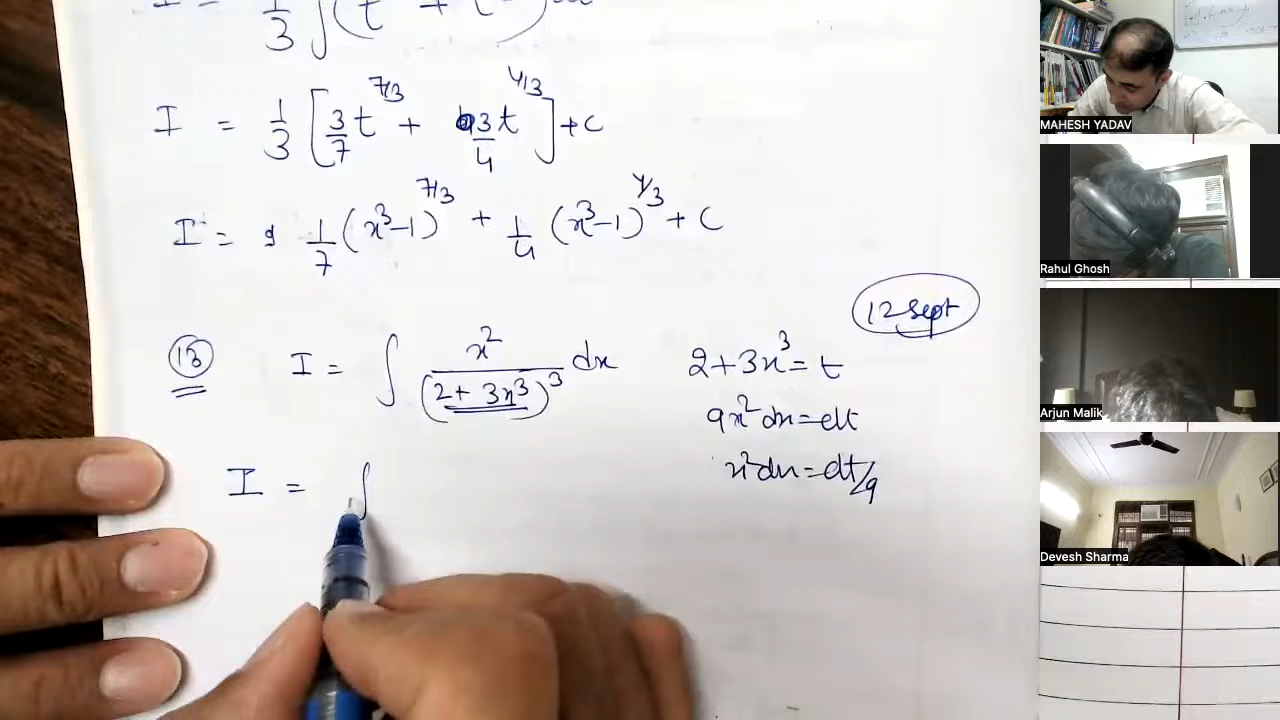 I = 1/3 [3/7 t^7/3 + 3/4 t^4/3] + C
I = 1/7 (x³-1)^7/3 + 1/4 (x³-1)^4/3 + C
12 Sept
13 I = ∫ x²/(2+3x³)³ dx
2+3x³ = t
9x² dx = dt
x² dx = dt/9
I = ∫
MAHESH YADAV
Rahul Ghosh
Arjun Malik
Devesh Sharma